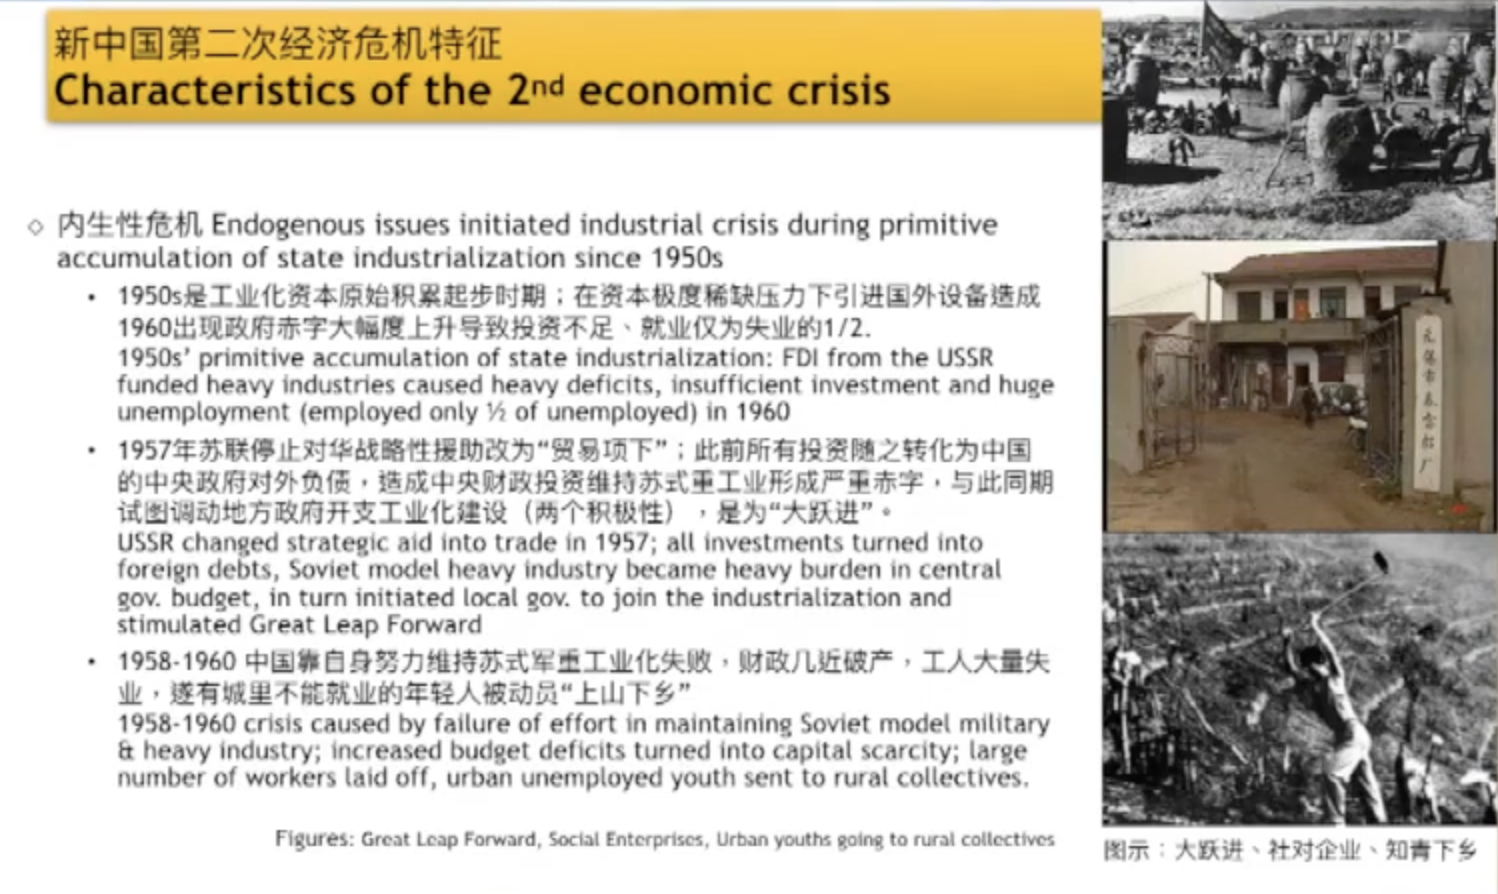 新中国第二次经济危机特征
Characteristics of the 2nd economic crisis
◇ 内生性危机 Endogenous issues initiated industrial crisis during primitive
accumulation of state industrialization since 1950s
• 1950s是工业化资本原始积累起步时期；在资本极度稀缺压力下引进国外设备造成
1960出现政府赤字大幅度上升导致投资不足、就业仅为失业的1/2.
1950s’ primitive accumulation of state industrialization: FDI from the USSR
funded heavy industries caused heavy deficits, insufficient investment and huge
unemployment (employed only ½ of unemployed) in 1960
• 1957年苏联停止对华战略性援助改为“贸易项下”；此前所有投资随之转化为中国
的中央政府对外负债，造成中央财政投资维持苏式重工业形成严重赤字，与此同期
试图调动地方政府开支工业化建设（两个积极性），是为“大跃进”。
USSR changed strategic aid into trade in 1957; all investments turned into
foreign debts, Soviet model heavy industry became heavy burden in central
gov. budget, in turn initiated local gov. to join the industrialization and
stimulated Great Leap Forward
• 1958-1960 中国靠自身努力维持苏式军重工业化失败，财政几近破产，工人大量失
业，遂有城里不能就业的年轻人被动员“上山下乡”
1958-1960 crisis caused by failure of effort in maintaining Soviet model military
& heavy industry; increased budget deficits turned into capital scarcity; large
number of workers laid off, urban unemployed youth sent to rural collectives.
Figures: Great Leap Forward, Social Enterprises, Urban youths going to rural collectives
图示：大跃进、社对企业、知青下乡